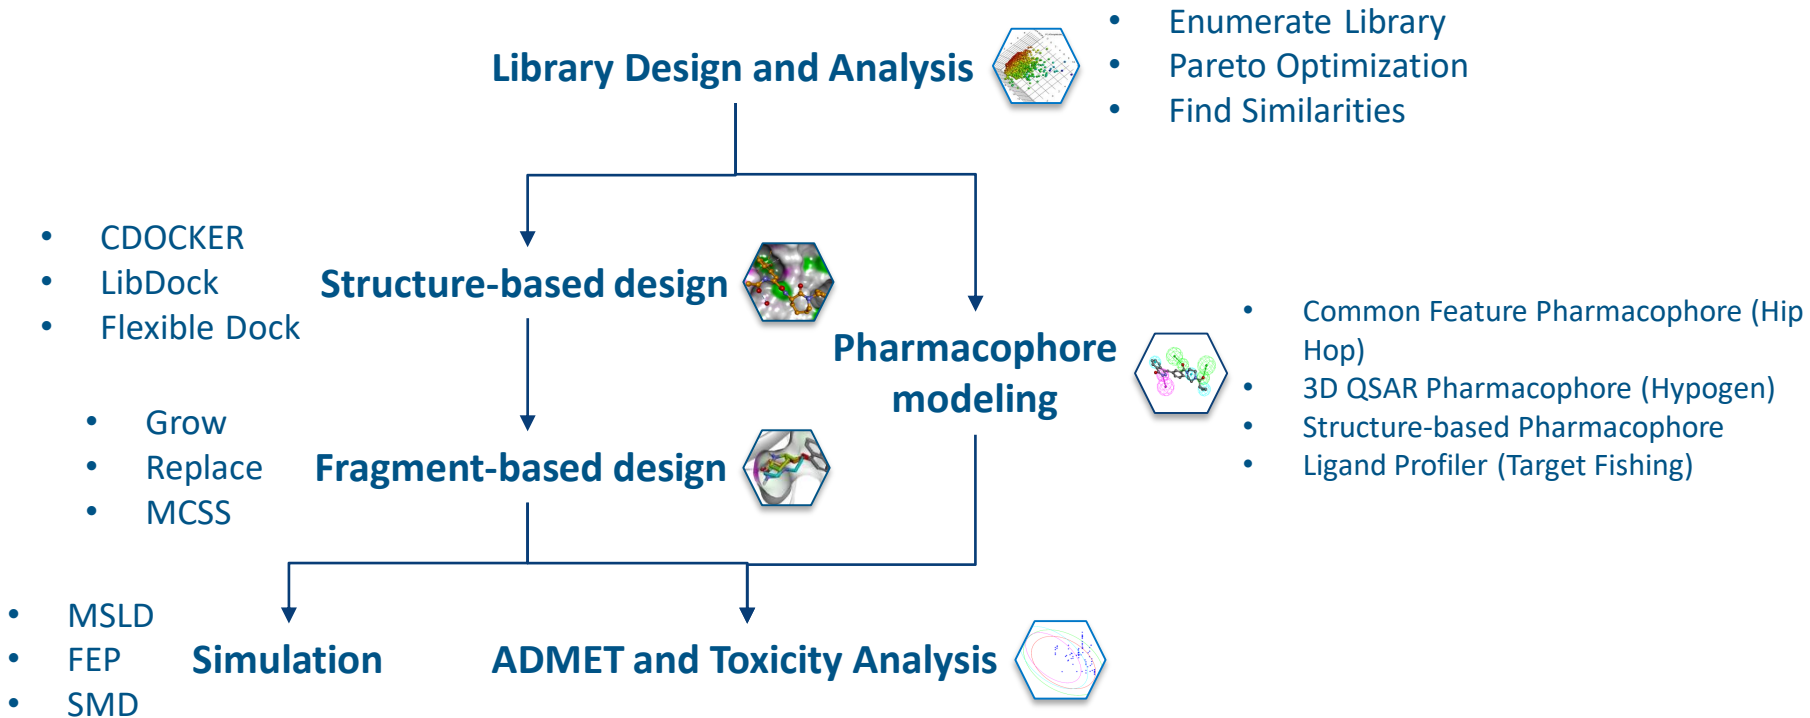 Library Design and Analysis
• Enumerate Library
• Pareto Optimization
• Find Similarities
• CDOCKER
• LibDock
• Flexible Dock
Structure-based design
Pharmacophore
modeling
• Common Feature Pharmacophore (Hip
Hop)
• 3D QSAR Pharmacophore (Hypogen)
• Structure-based Pharmacophore
• Ligand Profiler (Target Fishing)
• Grow
• Replace
• MCSS
Fragment-based design
• MSLD
• FEP
• SMD
Simulation
ADMET and Toxicity Analysis